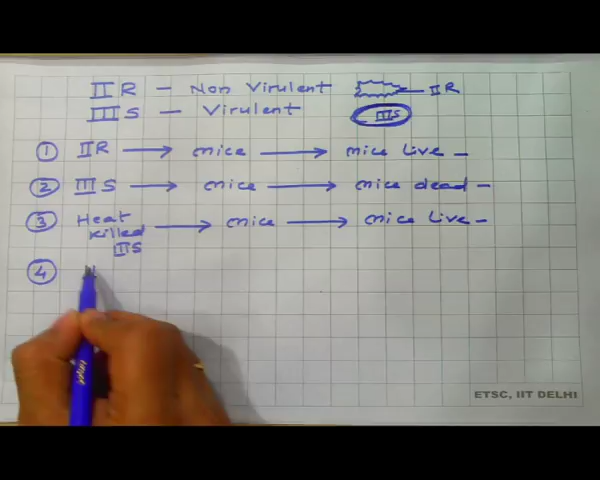 II R - Non Virulent II R
III S - Virulent III S
① II R → mice → mice live -
② III S → mice → mice dead -
③ Heat killed II S → mice → mice live -
④ H
ETSC, IIT DELHI